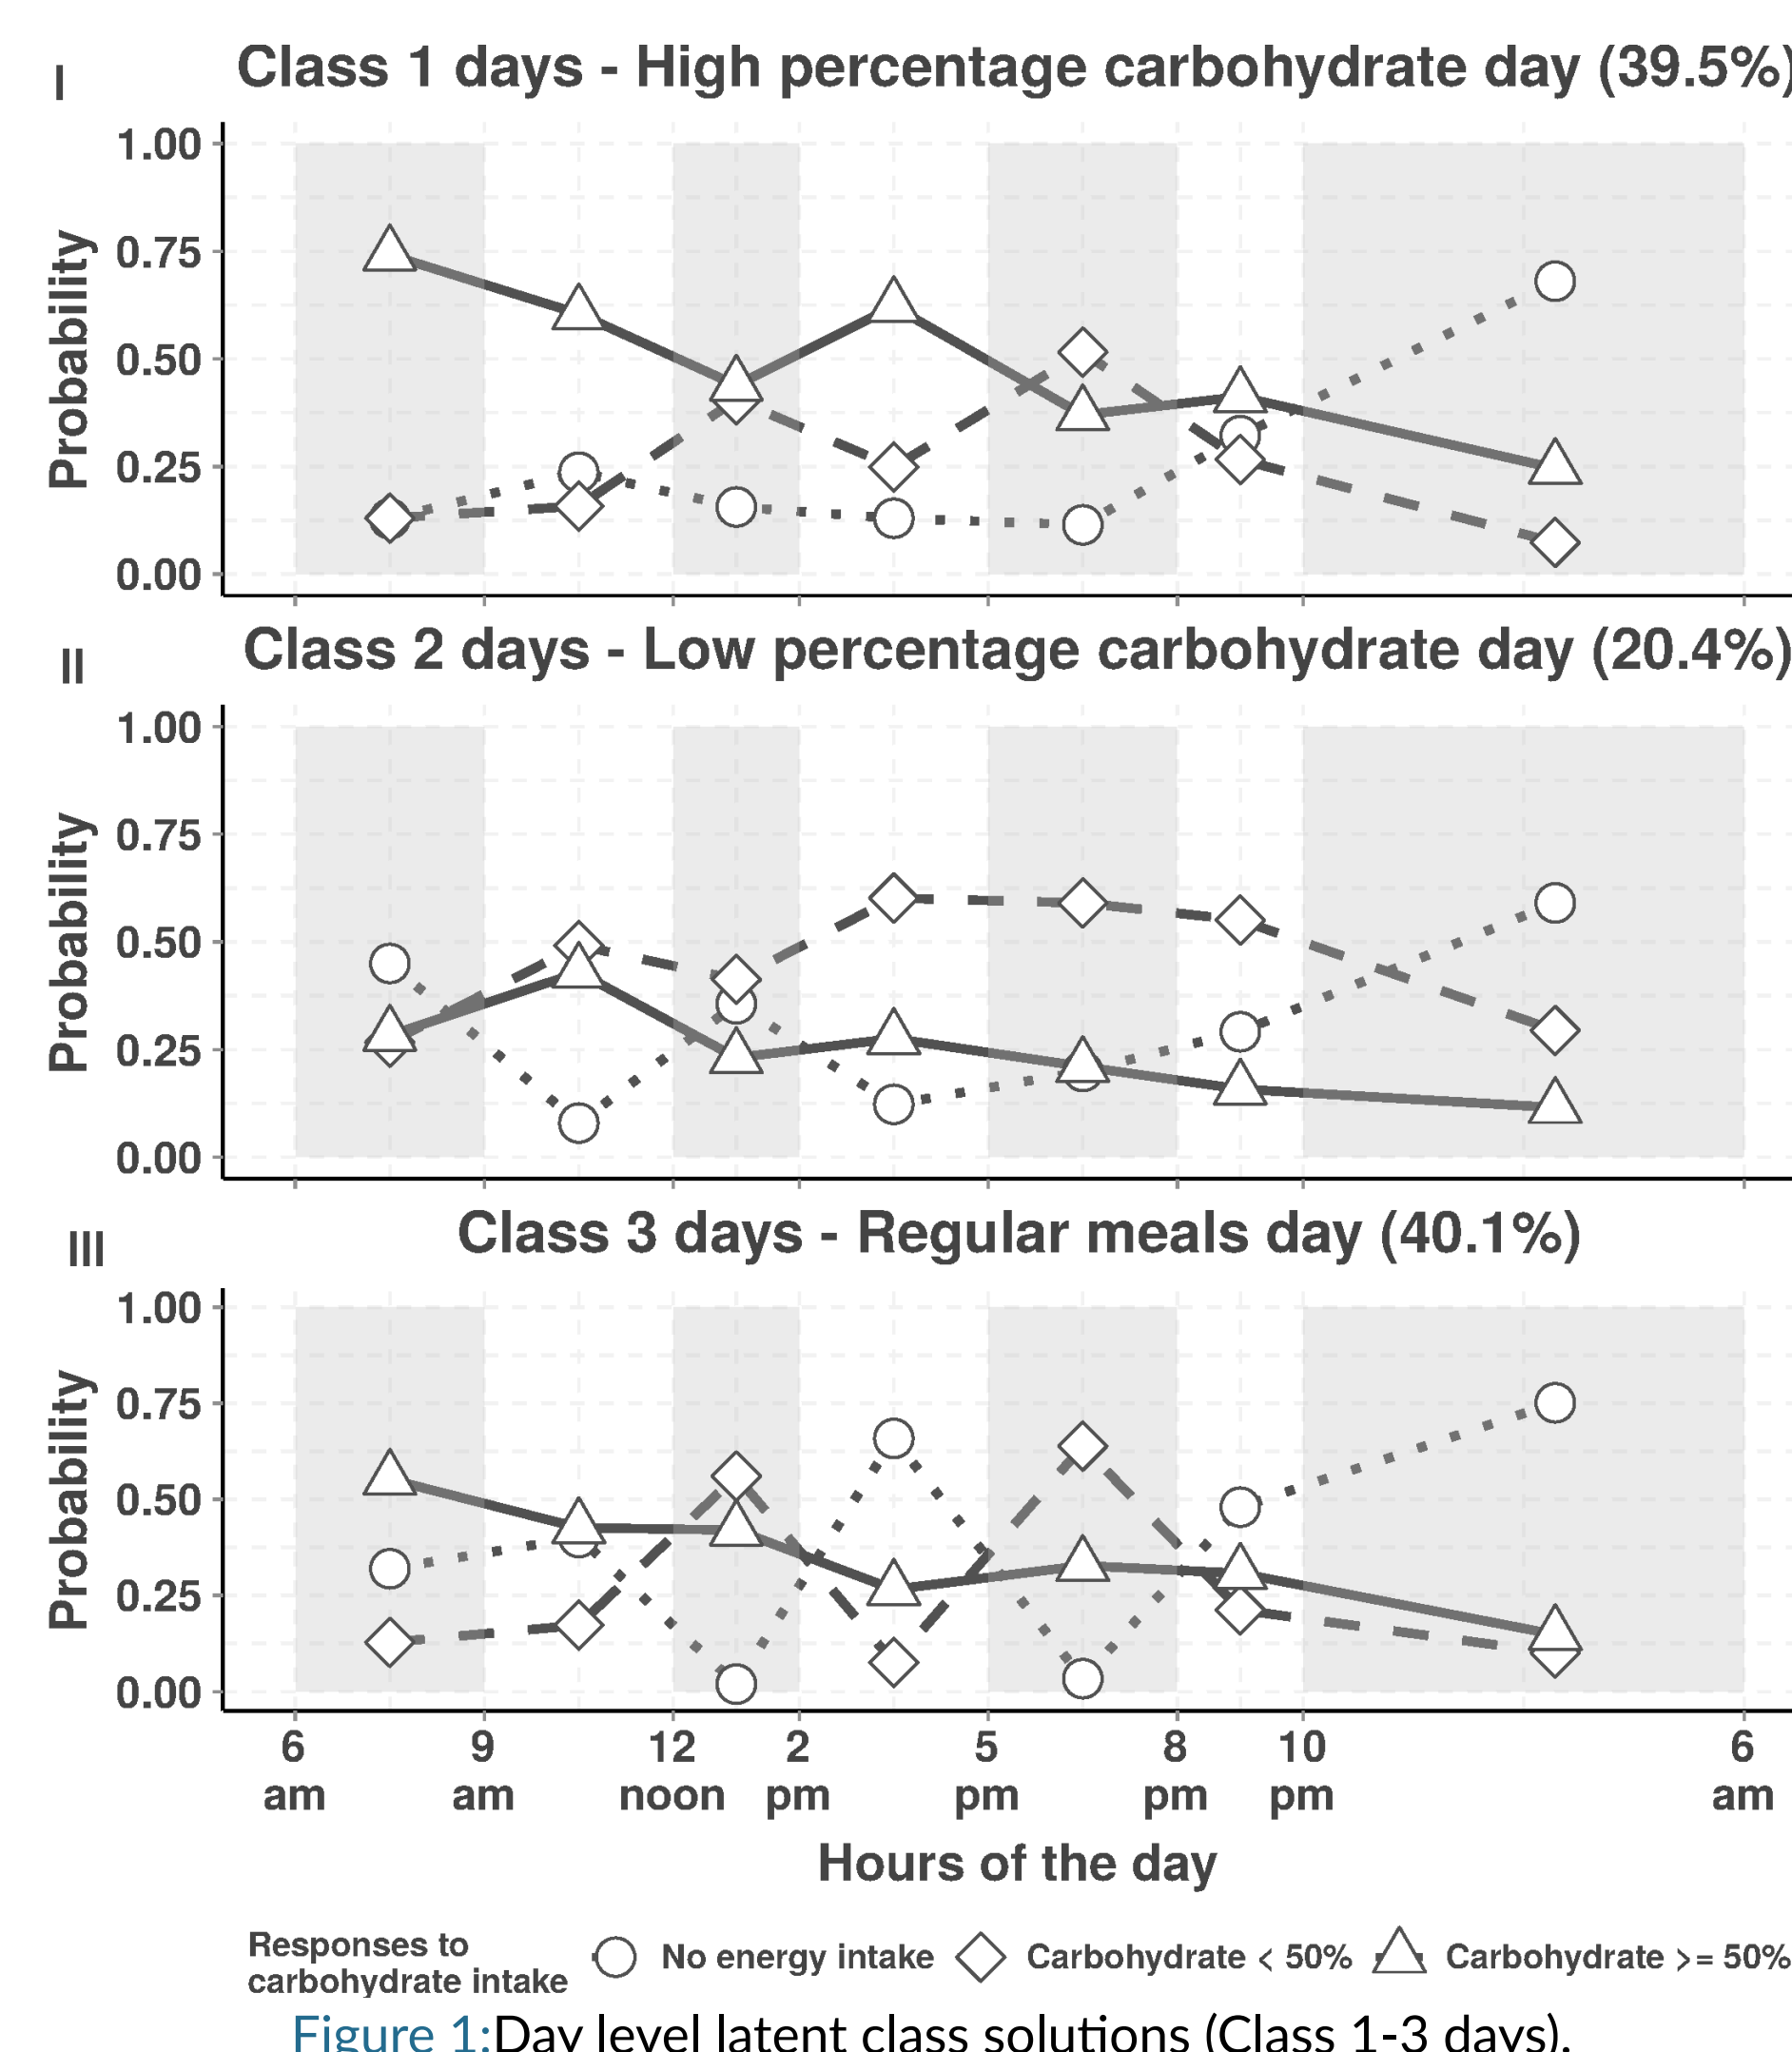 I
Class 1 days - High percentage carbohydrate day (39.5%)
Probability
1.00
0.75
0.50
0.25
0.00
II
Class 2 days - Low percentage carbohydrate day (20.4%)
Probability
1.00
0.75
0.50
0.25
0.00
III
Class 3 days - Regular meals day (40.1%)
Probability
1.00
0.75
0.50
0.25
0.00
6 9 12 2 5 8 10 6
am am noon pm pm pm pm am
Hours of the day
Responses to
carbohydrate intake
No energy intake
Carbohydrate < 50%
Carbohydrate >= 50%
Figure 1:Day level latent class solutions (Class 1-3 days).